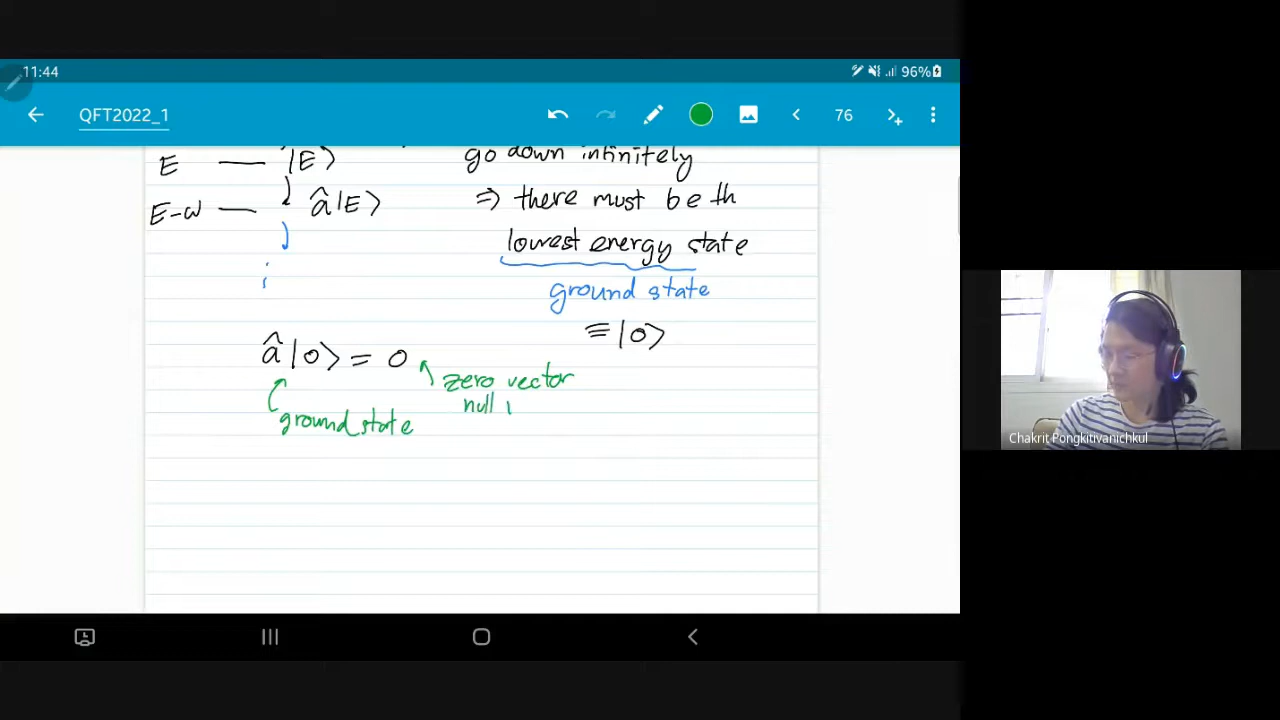 11:44
96%
QFT2022_1
76
E — |E⟩
go down infinitely
E-ω — â|E⟩
⇒ there must be th
lowest energy state
ground state
≡ |0⟩
â|0⟩ = 0
zero vector
null
ground state
Chakrit Pongkitivanichkul